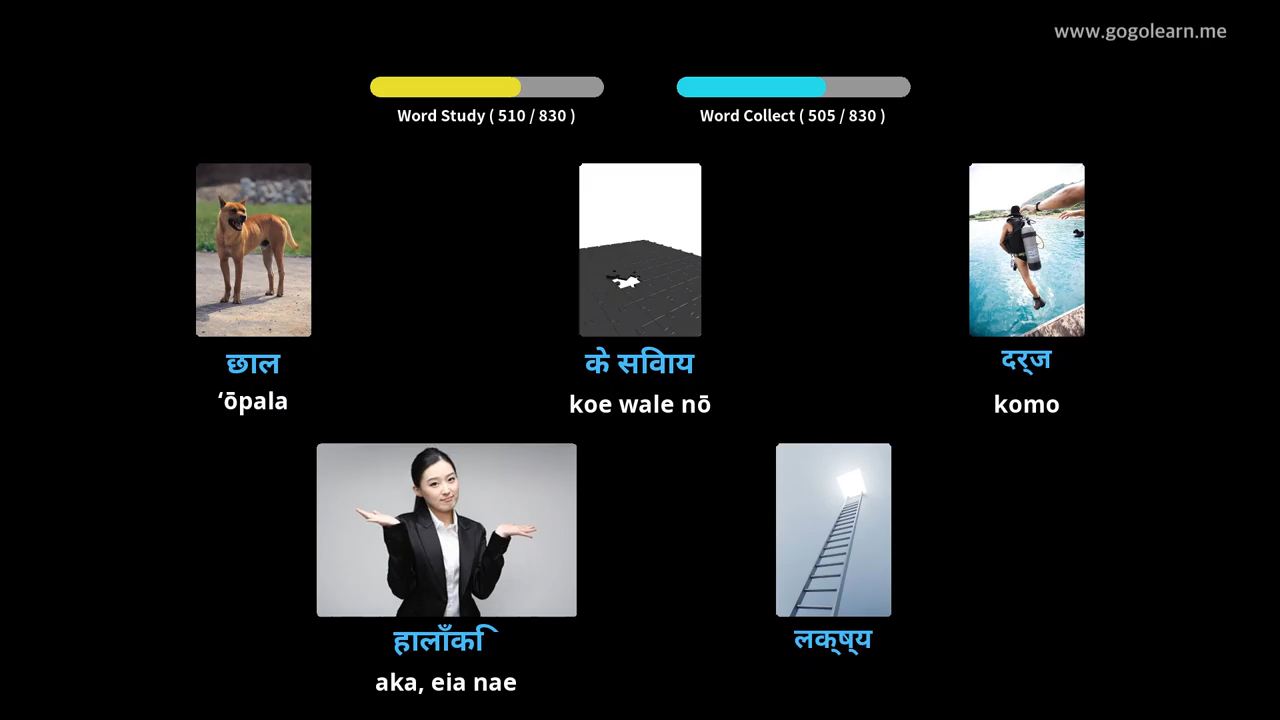 www.gogolearn.me
Word Study ( 510 / 830 )
Word Collect ( 505 / 830 )
छाल
ʻōpala
के सिवाय
koe wale nō
दर्ज
komo
हालाँकि
aka, eia nae
लक्ष्य